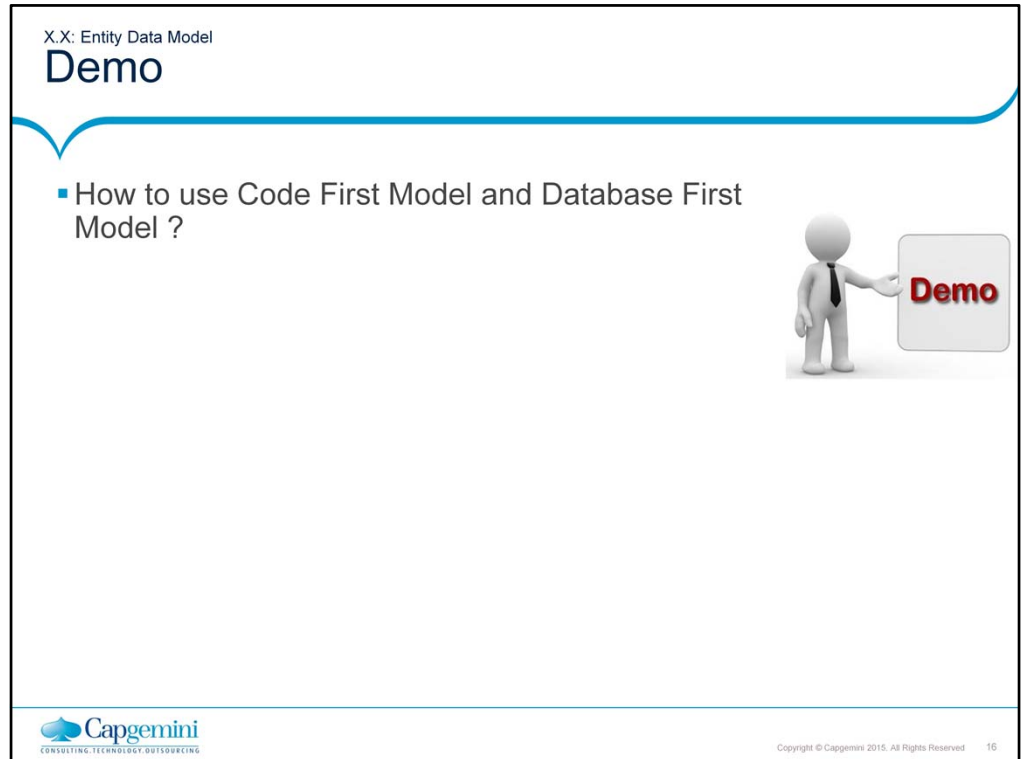 X.X: Entity Data Model
Demo
▪ How to use Code First Model and Database First
Model ?
Demo
Capgemini
CONSULTING.TECHNOLOGY.OUTSOURCING
Copyright © Capgemini 2015. All Rights Reserved 16